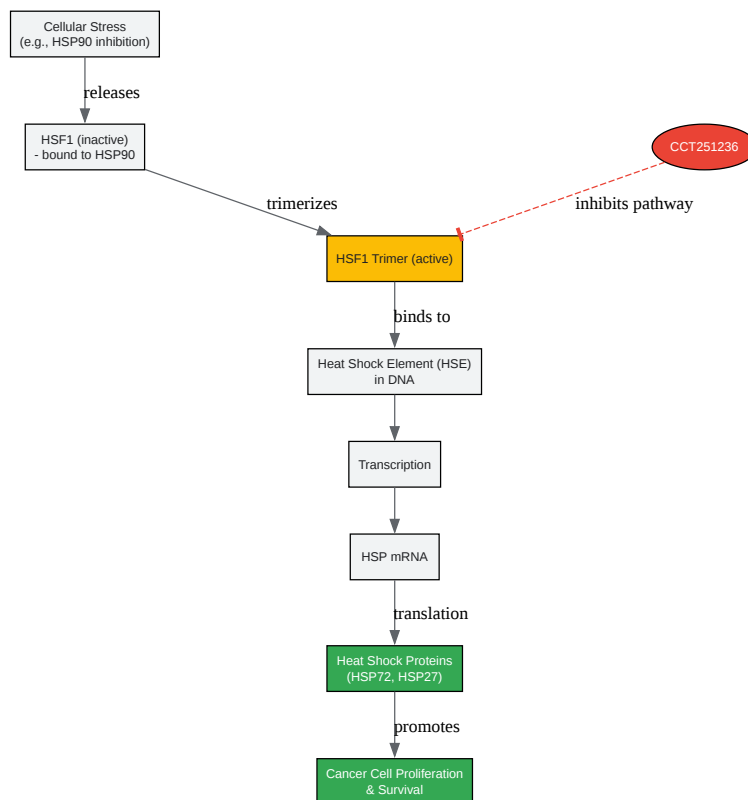 Cellular Stress
(e.g., HSP90 inhibition)
releases
HSF1 (inactive)
- bound to HSP90
CCT251236
trimerizes
inhibits pathway
HSF1 Trimer (active)
binds to
Heat Shock Element (HSE)
in DNA
Transcription
HSP mRNA
translation
Heat Shock Proteins
(HSP72, HSP27)
promotes
Cancer Cell Proliferation
& Survival